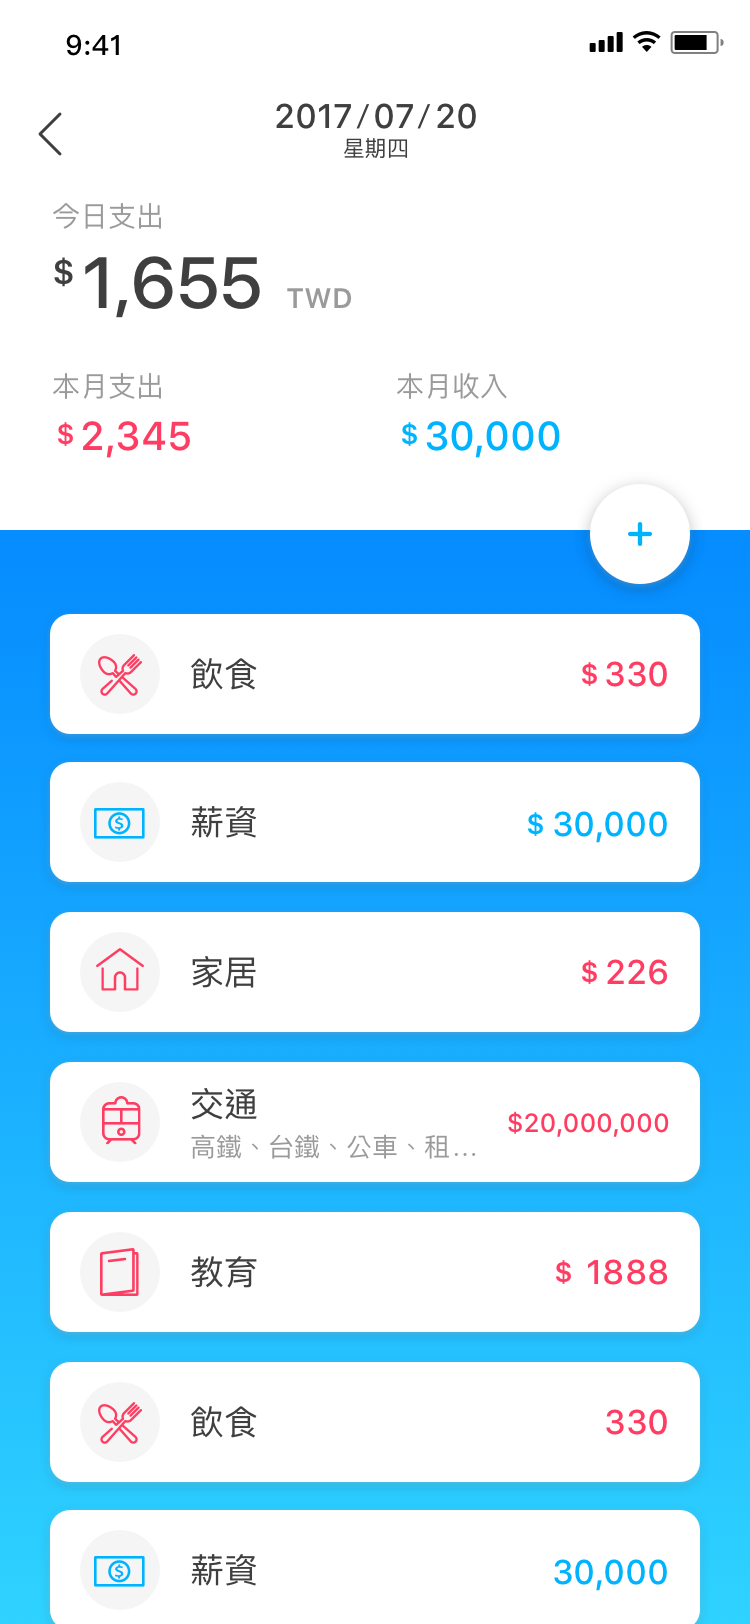 9:41
2017/07/20
星期四
今日支出
$1,655 TWD
本月支出
$2,345
本月收入
$30,000
+
飲食
$330
薪資
$ 30,000
家居
$ 226
交通
高鐵、台鐵、公車、租...
$20,000,000
教育
$ 1888
飲食
330
薪資
30,000